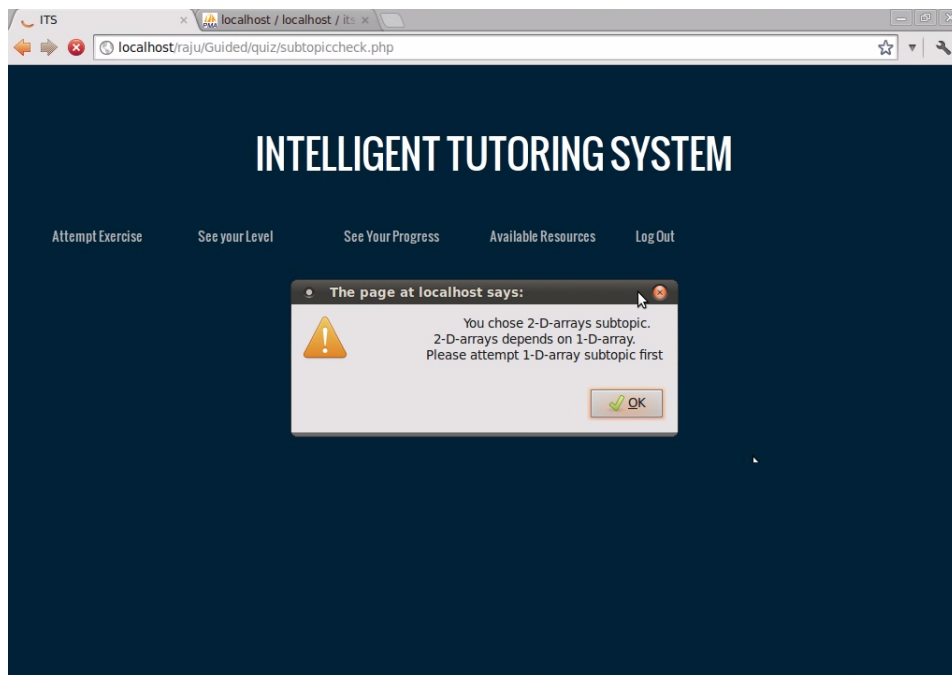 ITS
localhost / localhost / its
localhost/raju/Guided/quiz/subtopiccheck.php
INTELLIGENT TUTORING SYSTEM
Attempt Exercise See your Level See Your Progress Available Resources Log Out
The page at localhost says:
You chose 2-D-arrays subtopic.
2-D-arrays depends on 1-D-array.
Please attempt 1-D-array subtopic first
OK